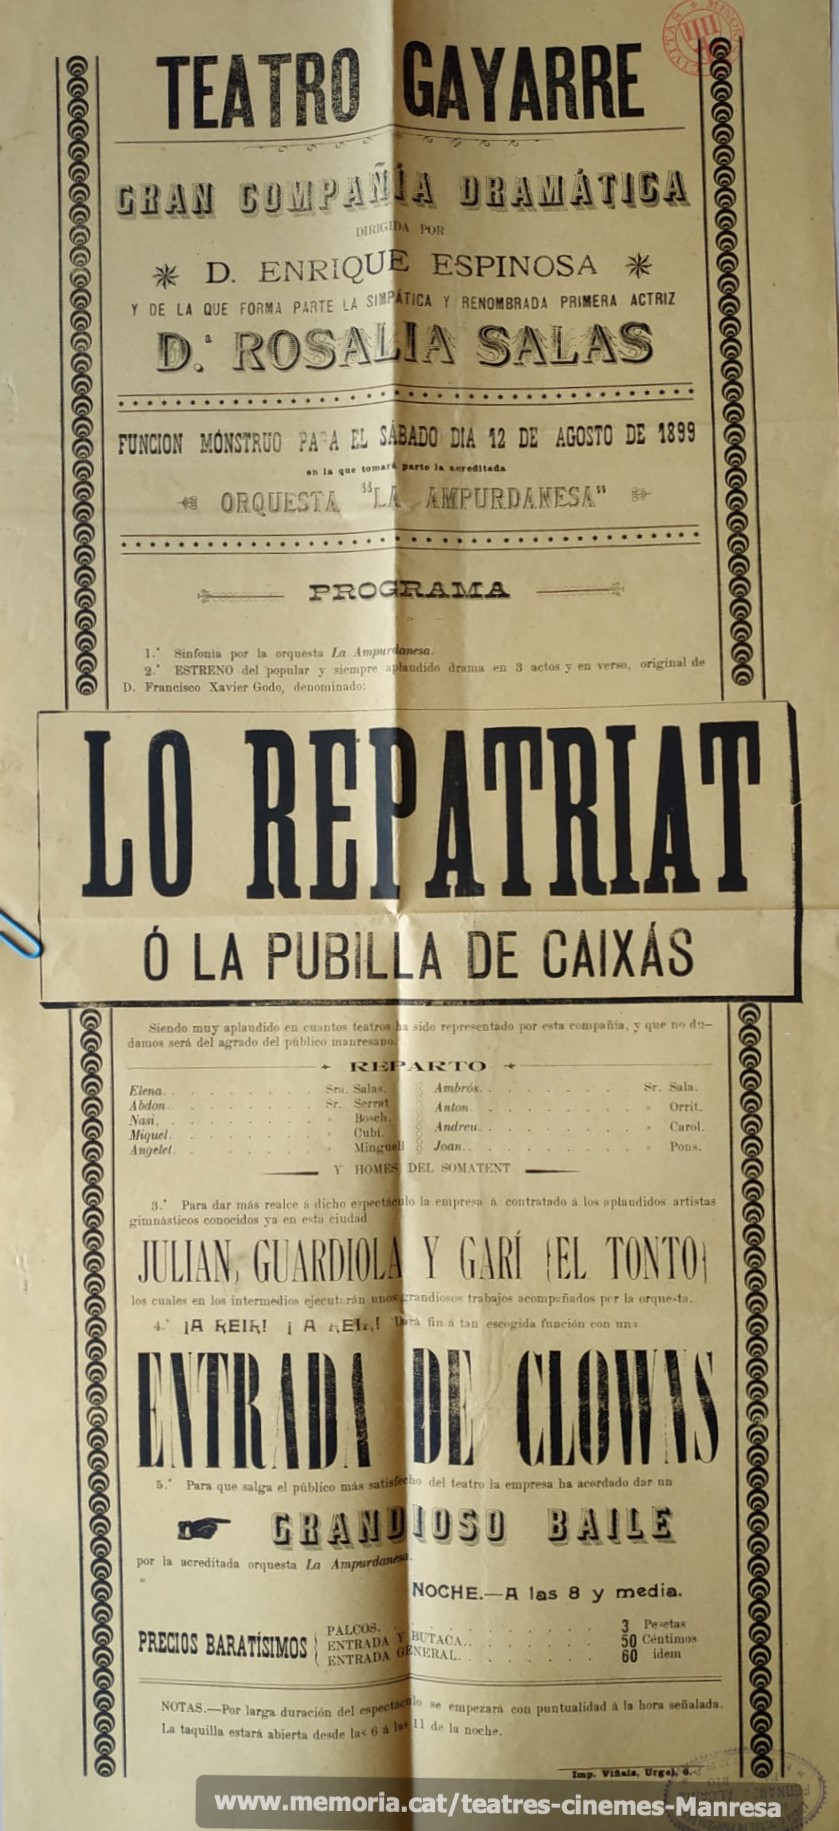 TEATRO GAYARRE
GRAN COMPAÑÍA DRAMÁTICA
DIRIGIDA POR
D. ENRIQUE ESPINOSA
Y DE LA QUE FORMA PARTE LA SIMPÁTICA Y RENOMBRADA PRIMERA ACTRIZ
D.ª ROSALIA SALAS
FUNCION MÓNSTRUO PARA EL SÁBADO DIA 12 DE AGOSTO DE 1899
en la que tomará parte la acreditada
ORQUESTA "LA AMPURDANESA"
PROGRAMA
1.º Sinfonia por la orquesta La Ampurdanesa.
2.º ESTRENO del popular y siempre aplaudido drama en 3 actos y en verso, original de
D. Francisco Xavier Godo, denominado:
LO REPATRIAT
Ó LA PUBILLA DE CAIXÁS
Siendo muy aplaudido en cuantos teatros ha sido representado por esta compañia, y que no du-
damos será del agrado del público manresano.
REPARTO
Elena. Sra. Salas.
Abdon. Sr. Serrat
Nasi. » Bosch.
Miquel. » Cubí.
Angelet. Minguell
Ambrós. Sr. Sala.
Anton. » Orrit.
Andreu. » Carol.
Joan. » Pons.
Y HOMES DEL SOMATENT
3.º Para dar más realce á dicho espectáculo la empresa á contratado á los aplaudidos artistas
gimnásticos conocidos ya en esta ciudad
JULIAN, GUARDIOLA Y GARÍ (EL TONTO)
los cuales en los intermedios ejecutarán unos grandiosos trabajos acompañados por la orquesta.
4.º ¡A REIR! ¡A REIR! Dará fin á tan escogida función con una
ENTRADA DE CLOWNS
5.º Para que salga el público más satisfecho del teatro la empresa ha acordado dar un
GRANDIOSO BAILE
por la acreditada orquesta La Ampurdanesa.
NOCHE.—A las 8 y media.
PRECIOS BARATÍSIMOS
PALCOS. 3 Pesetas
ENTRADA Y BUTACA. 50 Céntimos
ENTRADA GENERAL. 60 idem
NOTAS.—Por larga duración del espectáculo se empezará con puntualidad á la hora señalada.
La taquilla estará abierta desde las 6 á las 11 de la noche.
Imp. Viñals, Urgel, 6.
www.memoria.cat/teatres-cinemes-Manresa